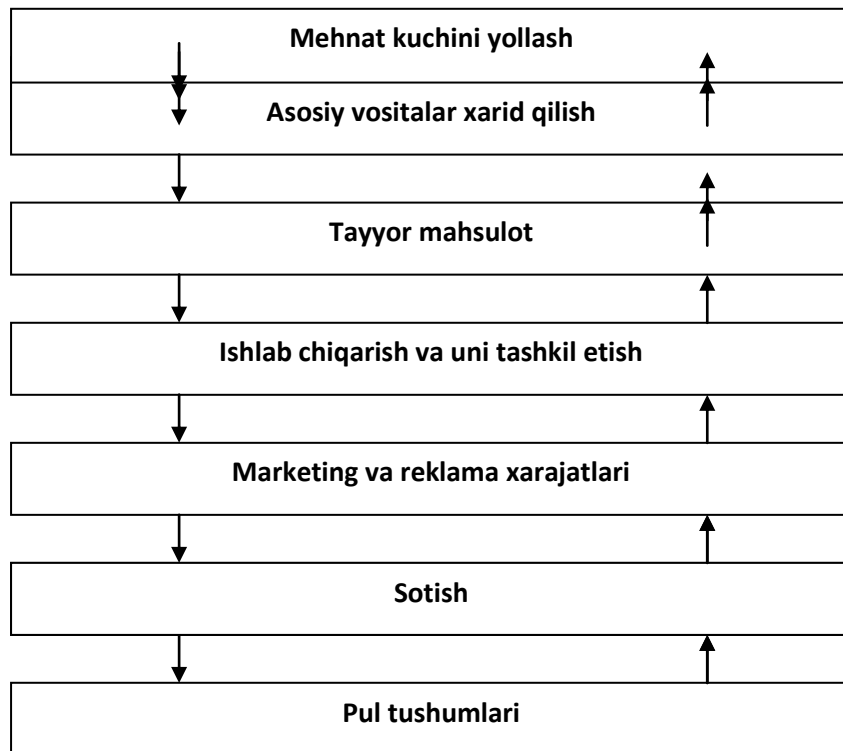 Mehnat kuchini yollash
Asosiy vositalar xarid qilish
Tayyor mahsulot
Ishlab chiqarish va uni tashkil etish
Marketing va reklama xarajatlari
Sotish
Pul tushumlari